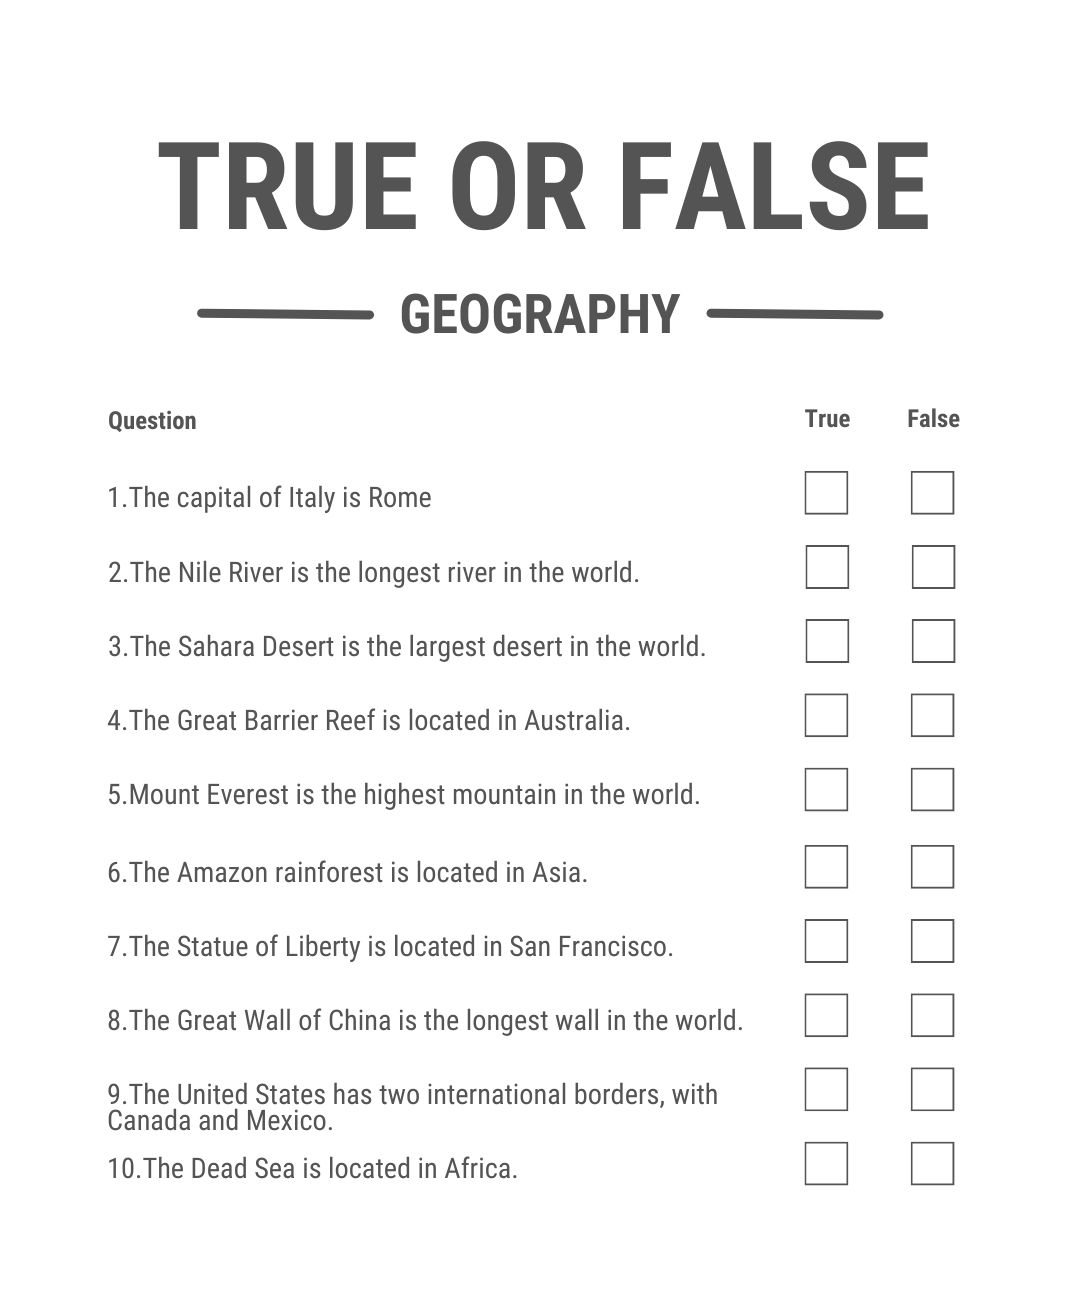 TRUE OR FALSE
GEOGRAPHY
Question True False
1.The capital of Italy is Rome
2.The Nile River is the longest river in the world.
3.The Sahara Desert is the largest desert in the world.
4.The Great Barrier Reef is located in Australia.
5.Mount Everest is the highest mountain in the world.
6.The Amazon rainforest is located in Asia.
7.The Statue of Liberty is located in San Francisco.
8.The Great Wall of China is the longest wall in the world.
9.The United States has two international borders, with
Canada and Mexico.
10.The Dead Sea is located in Africa.